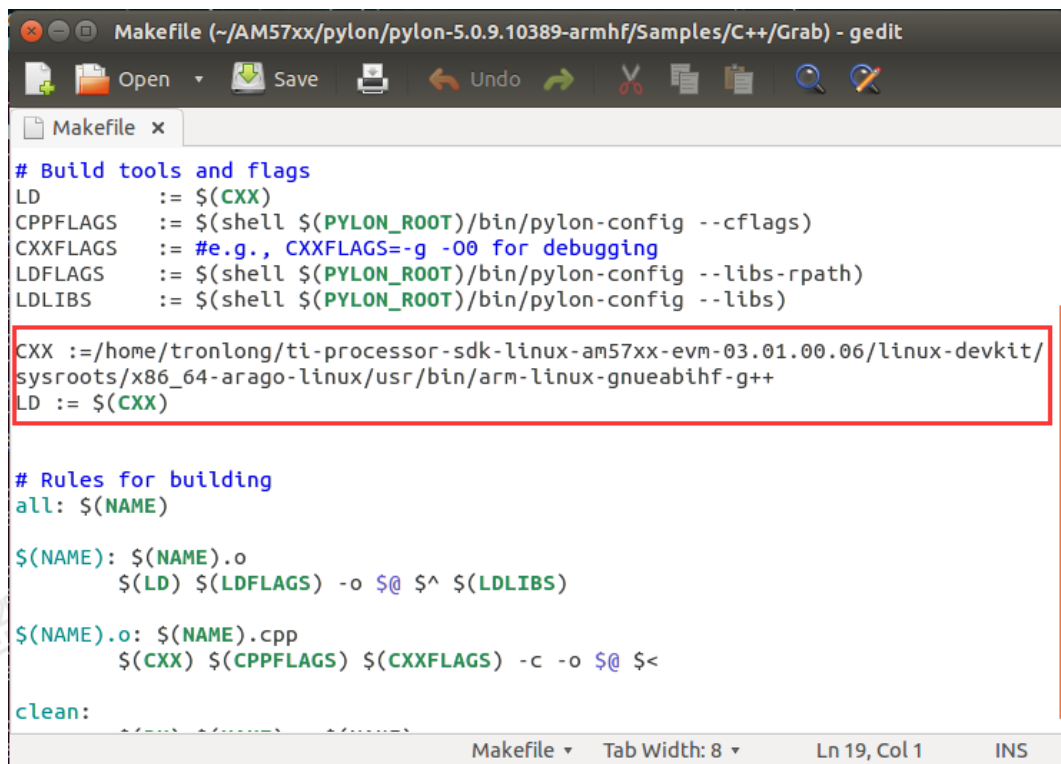 Makefile (~/AM57xx/pylon/pylon-5.0.9.10389-armhf/Samples/C++/Grab) - gedit
Open Save Undo
Makefile ×
# Build tools and flags
LD := $(CXX)
CPPFLAGS := $(shell $(PYLON_ROOT)/bin/pylon-config --cflags)
CXXFLAGS := #e.g., CXXFLAGS=-g -O0 for debugging
LDFLAGS := $(shell $(PYLON_ROOT)/bin/pylon-config --libs-rpath)
LDLIBS := $(shell $(PYLON_ROOT)/bin/pylon-config --libs)
CXX :=/home/tronlong/ti-processor-sdk-linux-am57xx-evm-03.01.00.06/linux-devkit/
sysroots/x86_64-arago-linux/usr/bin/arm-linux-gnueabihf-g++
LD := $(CXX)
# Rules for building
all: $(NAME)
$(NAME): $(NAME).o
$(LD) $(LDFLAGS) -o $@ $^ $(LDLIBS)
$(NAME).o: $(NAME).cpp
$(CXX) $(CPPFLAGS) $(CXXFLAGS) -c -o $@ $<
clean:
Makefile Tab Width: 8 Ln 19, Col 1 INS